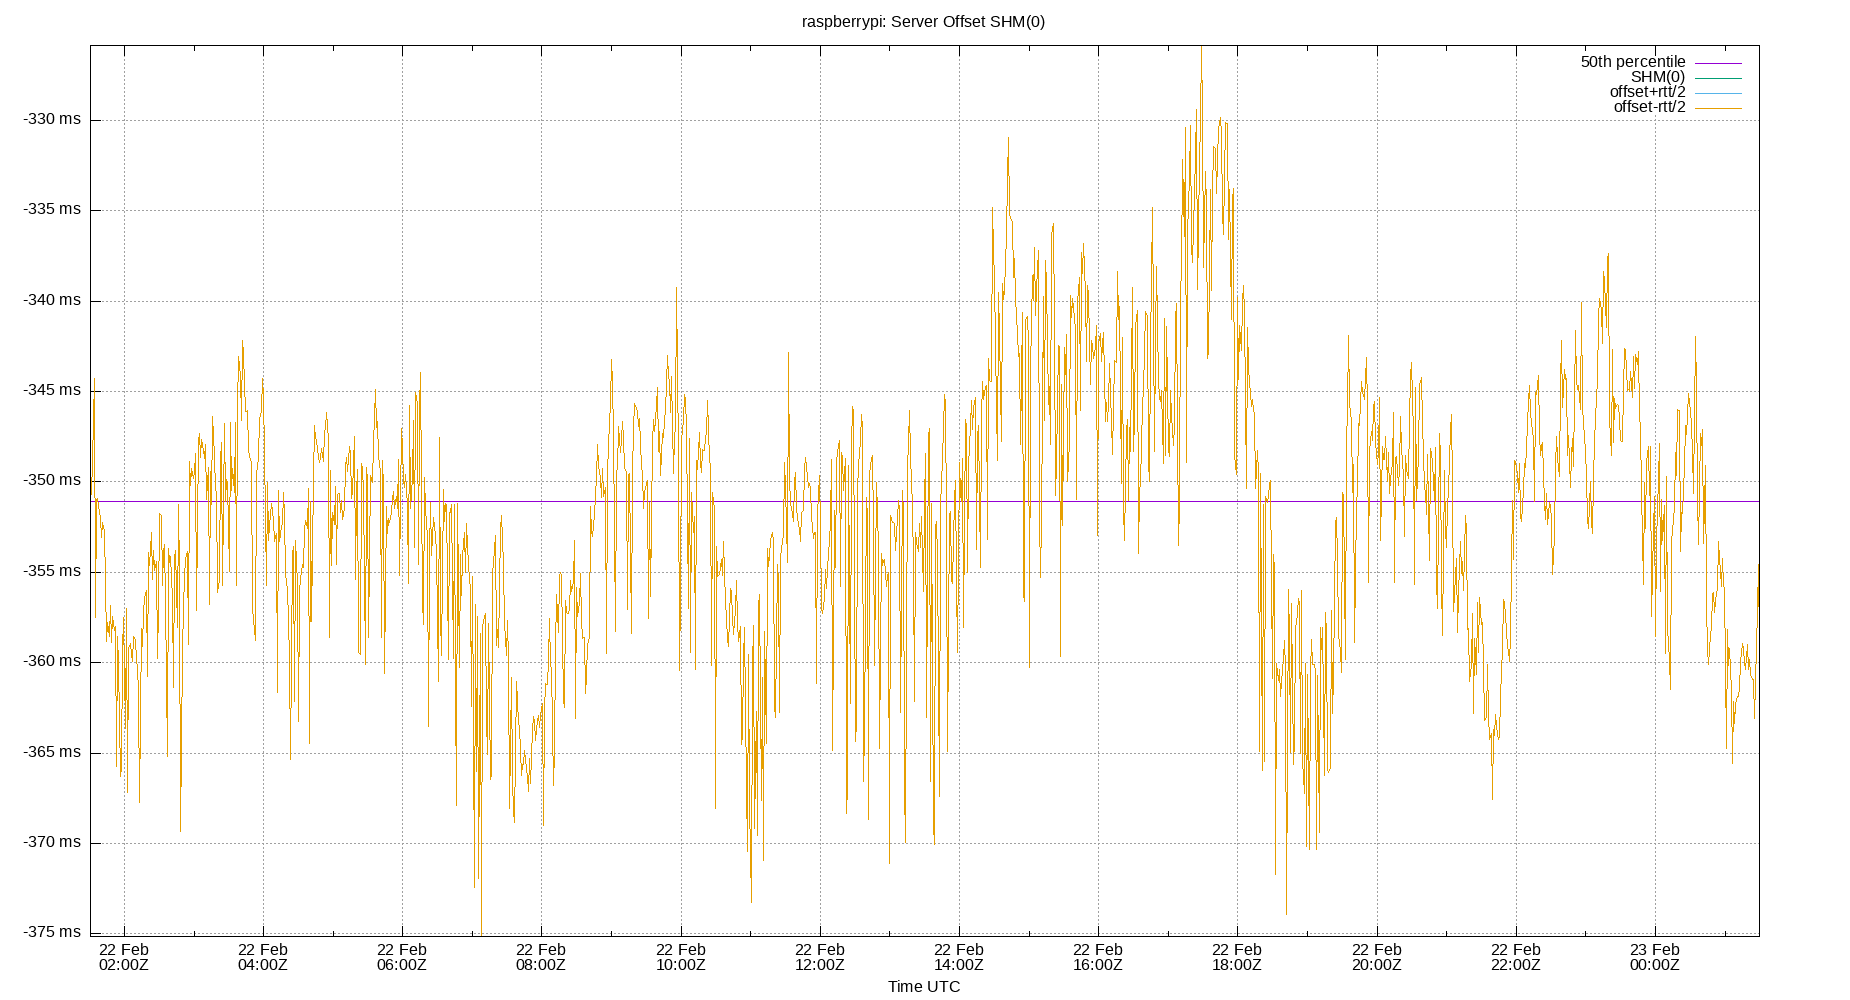 raspberrypi: Server Offset SHM(0)
50th percentile
SHM(0)
offset+rtt/2
offset-rtt/2
-330 ms
-335 ms
-340 ms
-345 ms
-350 ms
-355 ms
-360 ms
-365 ms
-370 ms
-375 ms
22 Feb 22 Feb 22 Feb 22 Feb 22 Feb 22 Feb 22 Feb 22 Feb 22 Feb 22 Feb 22 Feb 23 Feb
02:00Z 04:00Z 06:00Z 08:00Z 10:00Z 12:00Z 14:00Z 16:00Z 18:00Z 20:00Z 22:00Z 00:00Z
Time UTC